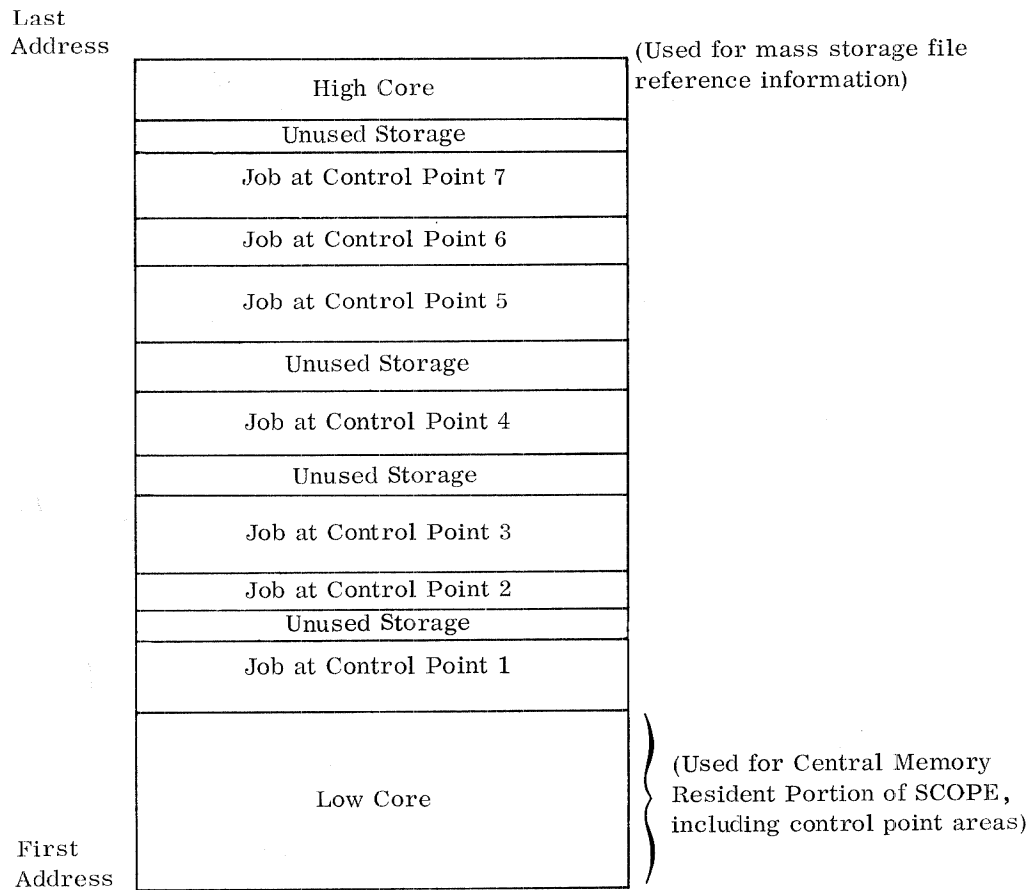 Last
Address
(Used for mass storage file
reference information)
High Core
Unused Storage
Job at Control Point 7
Job at Control Point 6
Job at Control Point 5
Unused Storage
Job at Control Point 4
Unused Storage
Job at Control Point 3
Job at Control Point 2
Unused Storage
Job at Control Point 1
Low Core
(Used for Central Memory
Resident Portion of SCOPE,
including control point areas)
First
Address